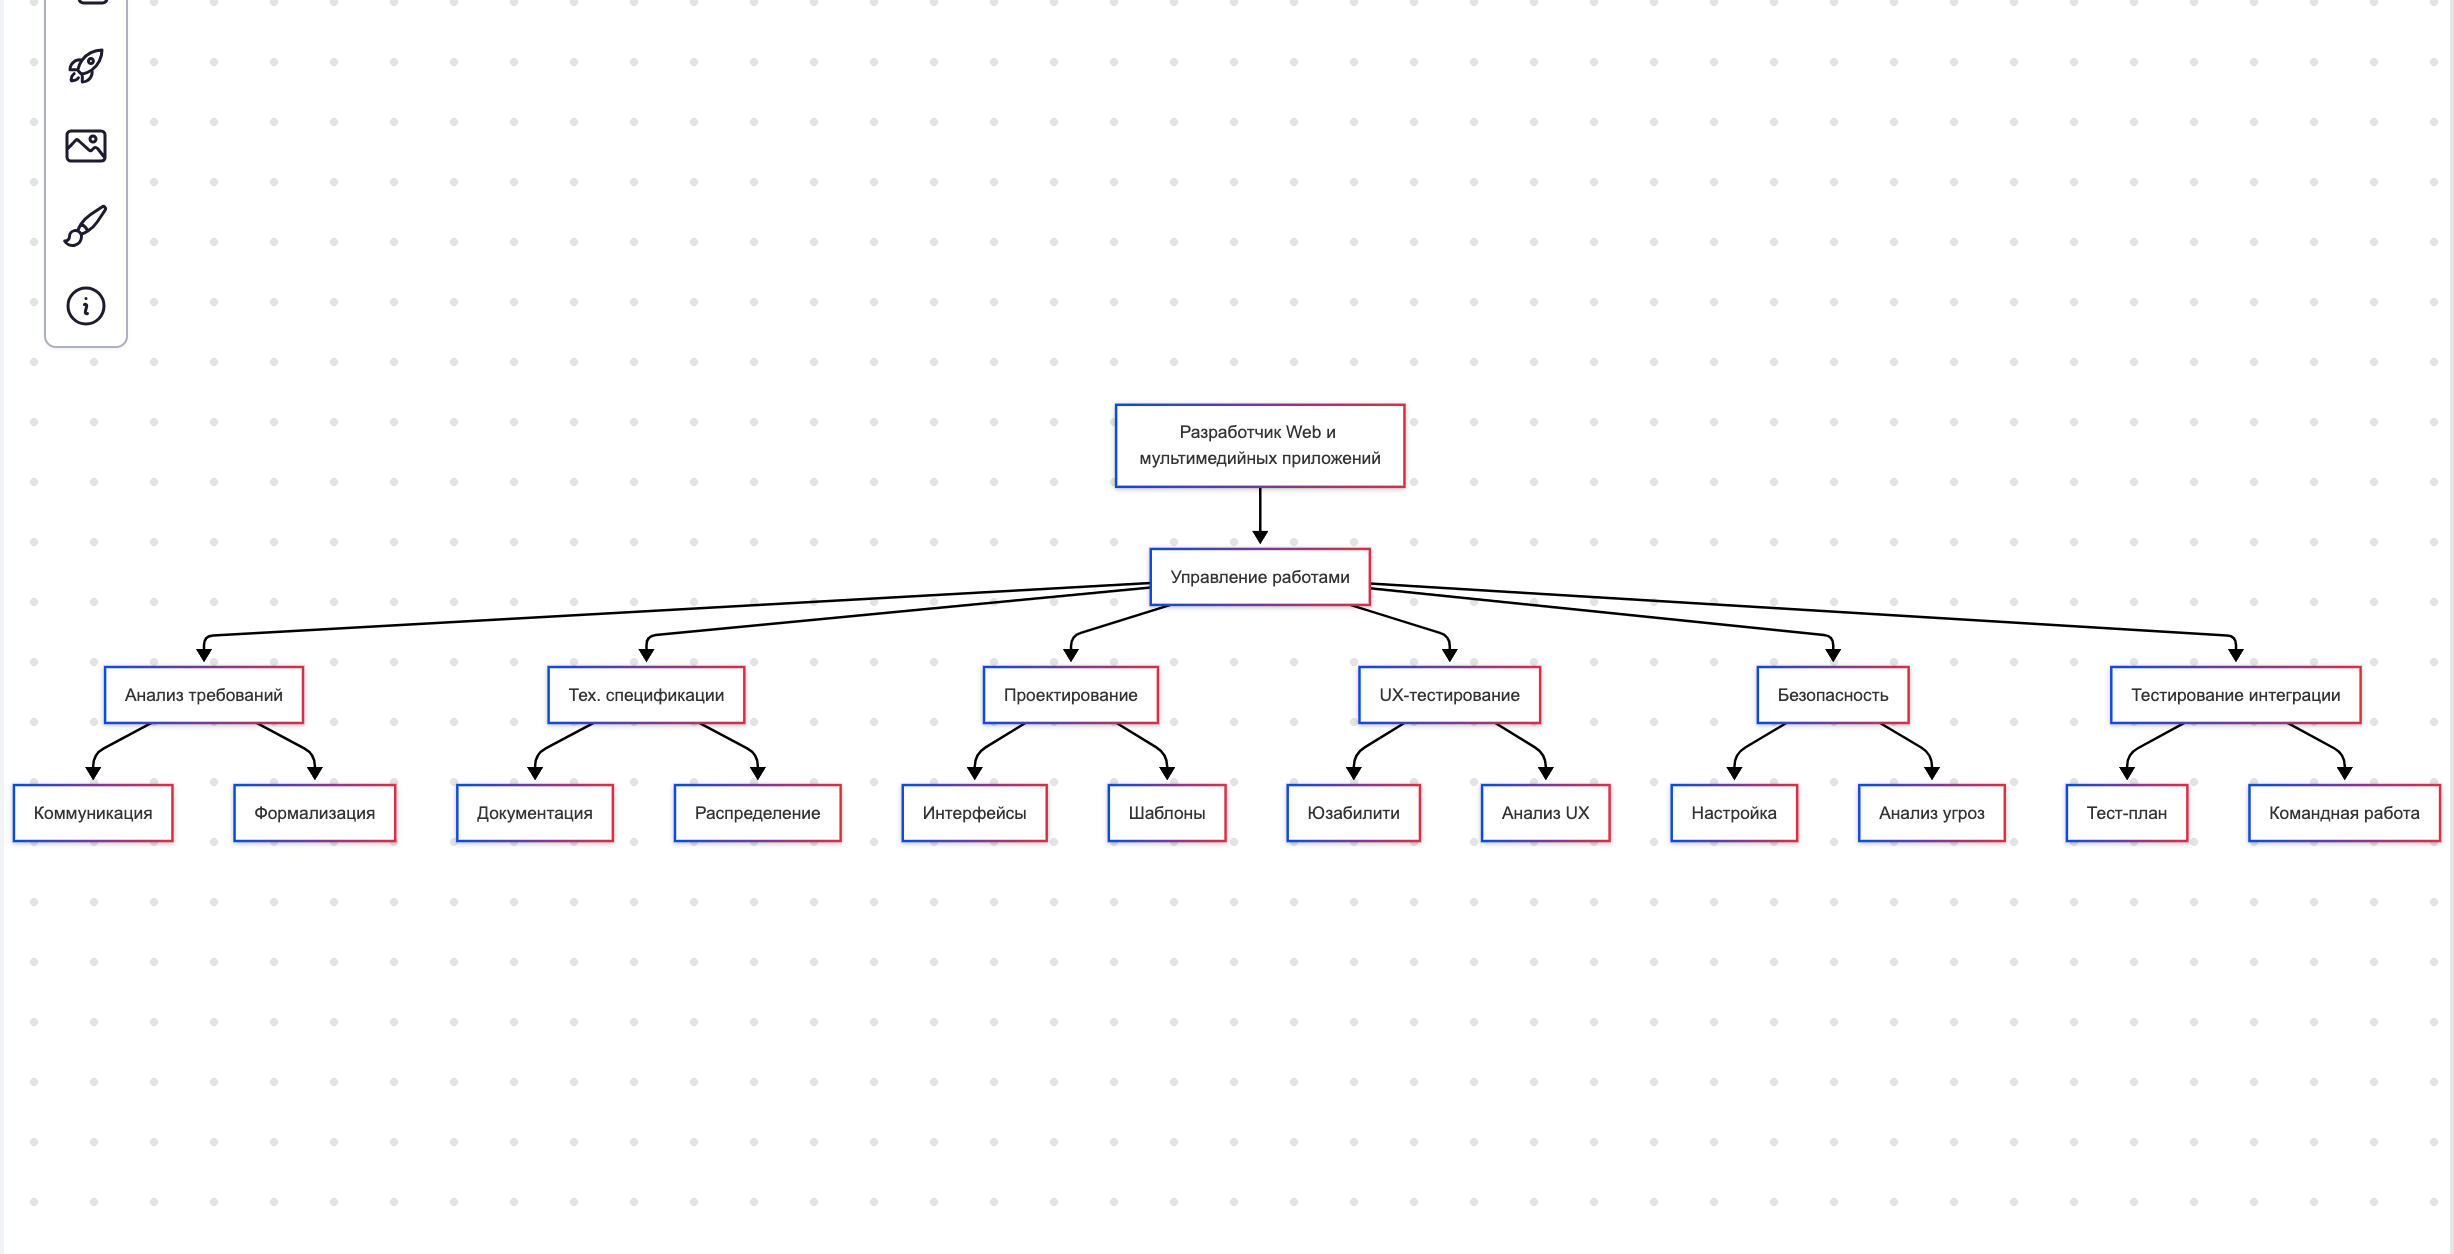 Разработчик Web и
мультимедийных приложений
Управление работами
Анализ требований
Тех. спецификации
Проектирование
UX-тестирование
Безопасность
Тестирование интеграции
Коммуникация
Формализация
Документация
Распределение
Интерфейсы
Шаблоны
Юзабилити
Анализ UX
Настройка
Анализ угроз
Тест-план
Командная работа